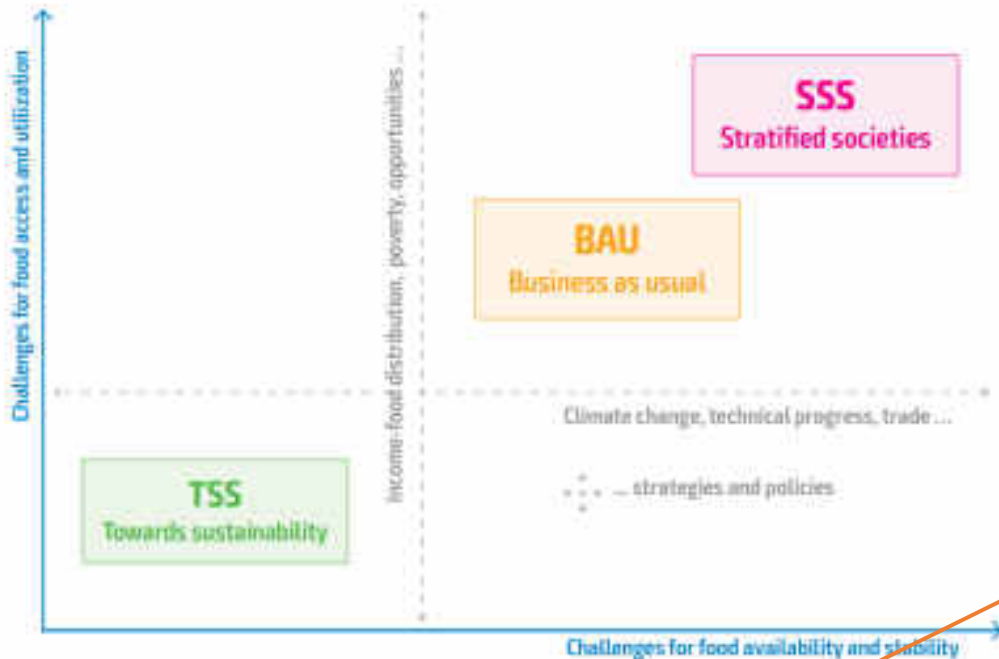 Challenges for food access and utilization
Income-food distribution, poverty, opportunities ...
SSS
Stratified societies
BAU
Business as usual
Climate change, technical progress, trade ...
... strategies and policies
TSS
Towards sustainability
Challenges for food availability and stability